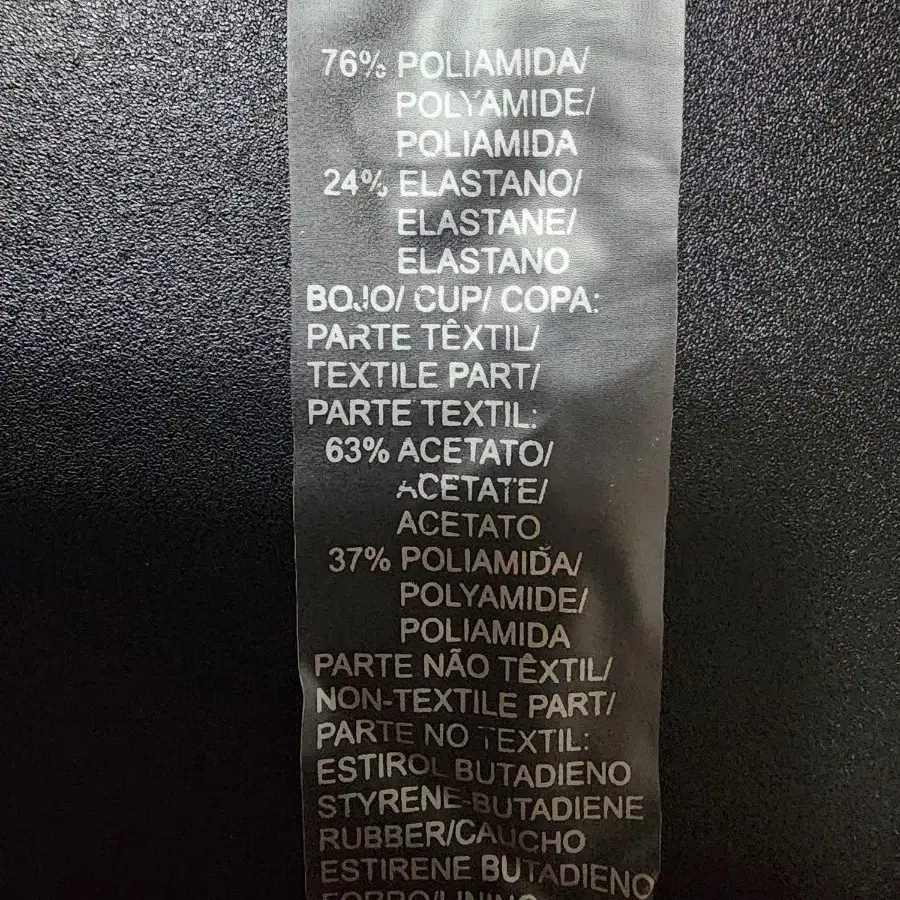 76% POLIAMIDA/
POLYAMIDE/
POLIAMIDA
24% ELASTANO/
ELASTANE/
ELASTANO
BOJO/ CUP/ COPA:
PARTE TÊXTIL/
TEXTILE PART/
PARTE TEXTIL:
63% ACETATO/
ACETATE/
ACETATO
37% POLIAMIDA/
POLYAMIDE/
POLIAMIDA
PARTE NÃO TÊXTIL/
NON-TEXTILE PART/
PARTE NO TEXTIL:
ESTIROL BUTADIENO
STYRENE-BUTADIENE
RUBBER/CAUCHO
ESTIRENE BUTADIENO
FORRO/LINING